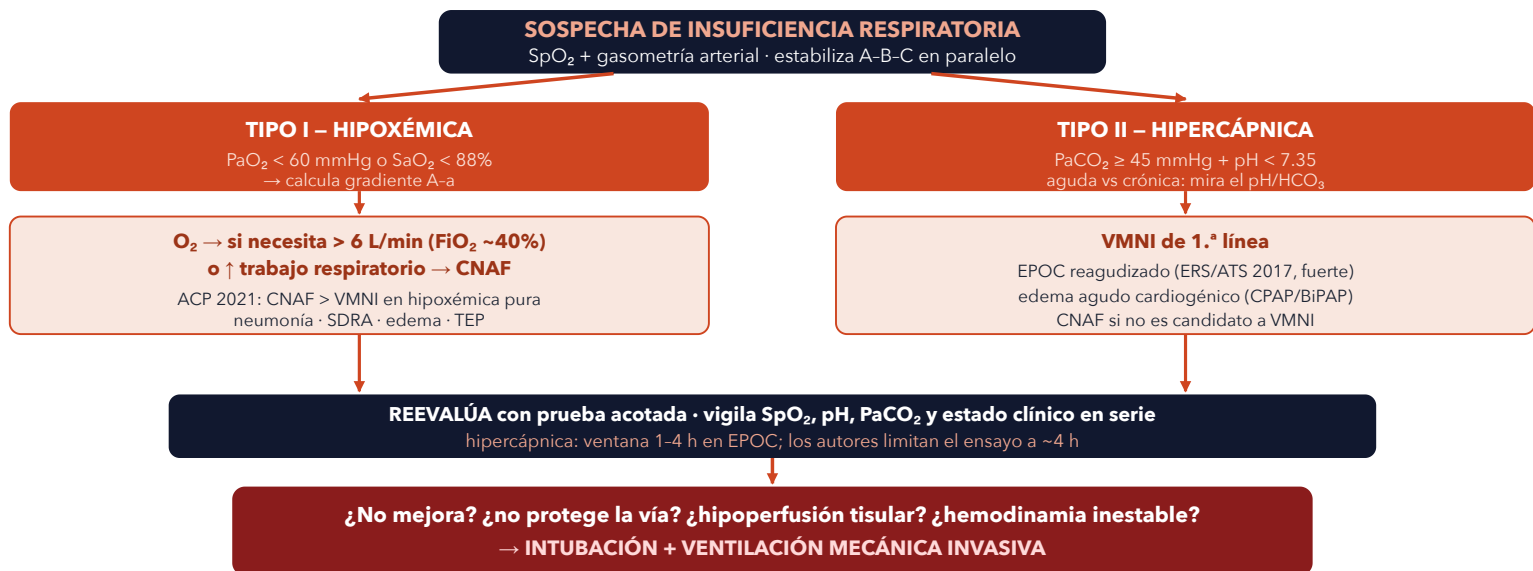 SOSPECHA DE INSUFICIENCIA RESPIRATORIA
SpO₂ + gasometría arterial · estabiliza A–B–C en paralelo
TIPO I – HIPOXÉMICA
PaO₂ < 60 mmHg o SaO₂ < 88%
→ calcula gradiente A–a
TIPO II – HIPERCÁPNICA
PaCO₂ ≥ 45 mmHg + pH < 7.35
aguda vs crónica: mira el pH/HCO₃
O₂ → si necesita > 6 L/min (FiO₂ ~40%)
o ↑ trabajo respiratorio → CNAF
ACP 2021: CNAF > VMNI en hipoxémica pura
neumonía · SDRA · edema · TEP
VMNI de 1.ª línea
EPOC reagudizado (ERS/ATS 2017, fuerte)
edema agudo cardiogénico (CPAP/BiPAP)
CNAF si no es candidato a VMNI
REEVALÚA con prueba acotada · vigila SpO₂, pH, PaCO₂ y estado clínico en serie
hipercápnica: ventana 1–4 h en EPOC; los autores limitan el ensayo a ~4 h
¿No mejora? ¿no protege la vía? ¿hipoperfusión tisular? ¿hemodinamia inestable?
→ INTUBACIÓN + VENTILACIÓN MECÁNICA INVASIVA